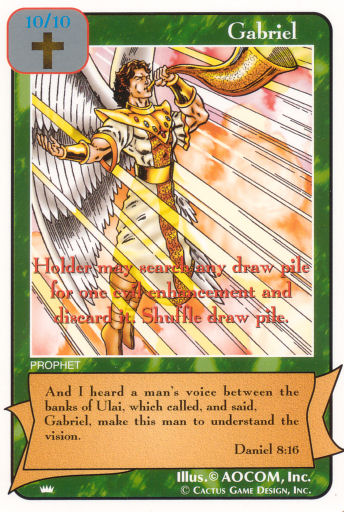 10/10
Gabriel
Holder may search any draw pile
for one evil enhancement and
discard it. Shuffle draw pile.
PROPHET
And I heard a man's voice between the
banks of Ulai, which called, and said,
Gabriel, make this man to understand the
vision.
Daniel 8:16
Illus.© AOCOM, Inc.
© Cactus Game Design, Inc.